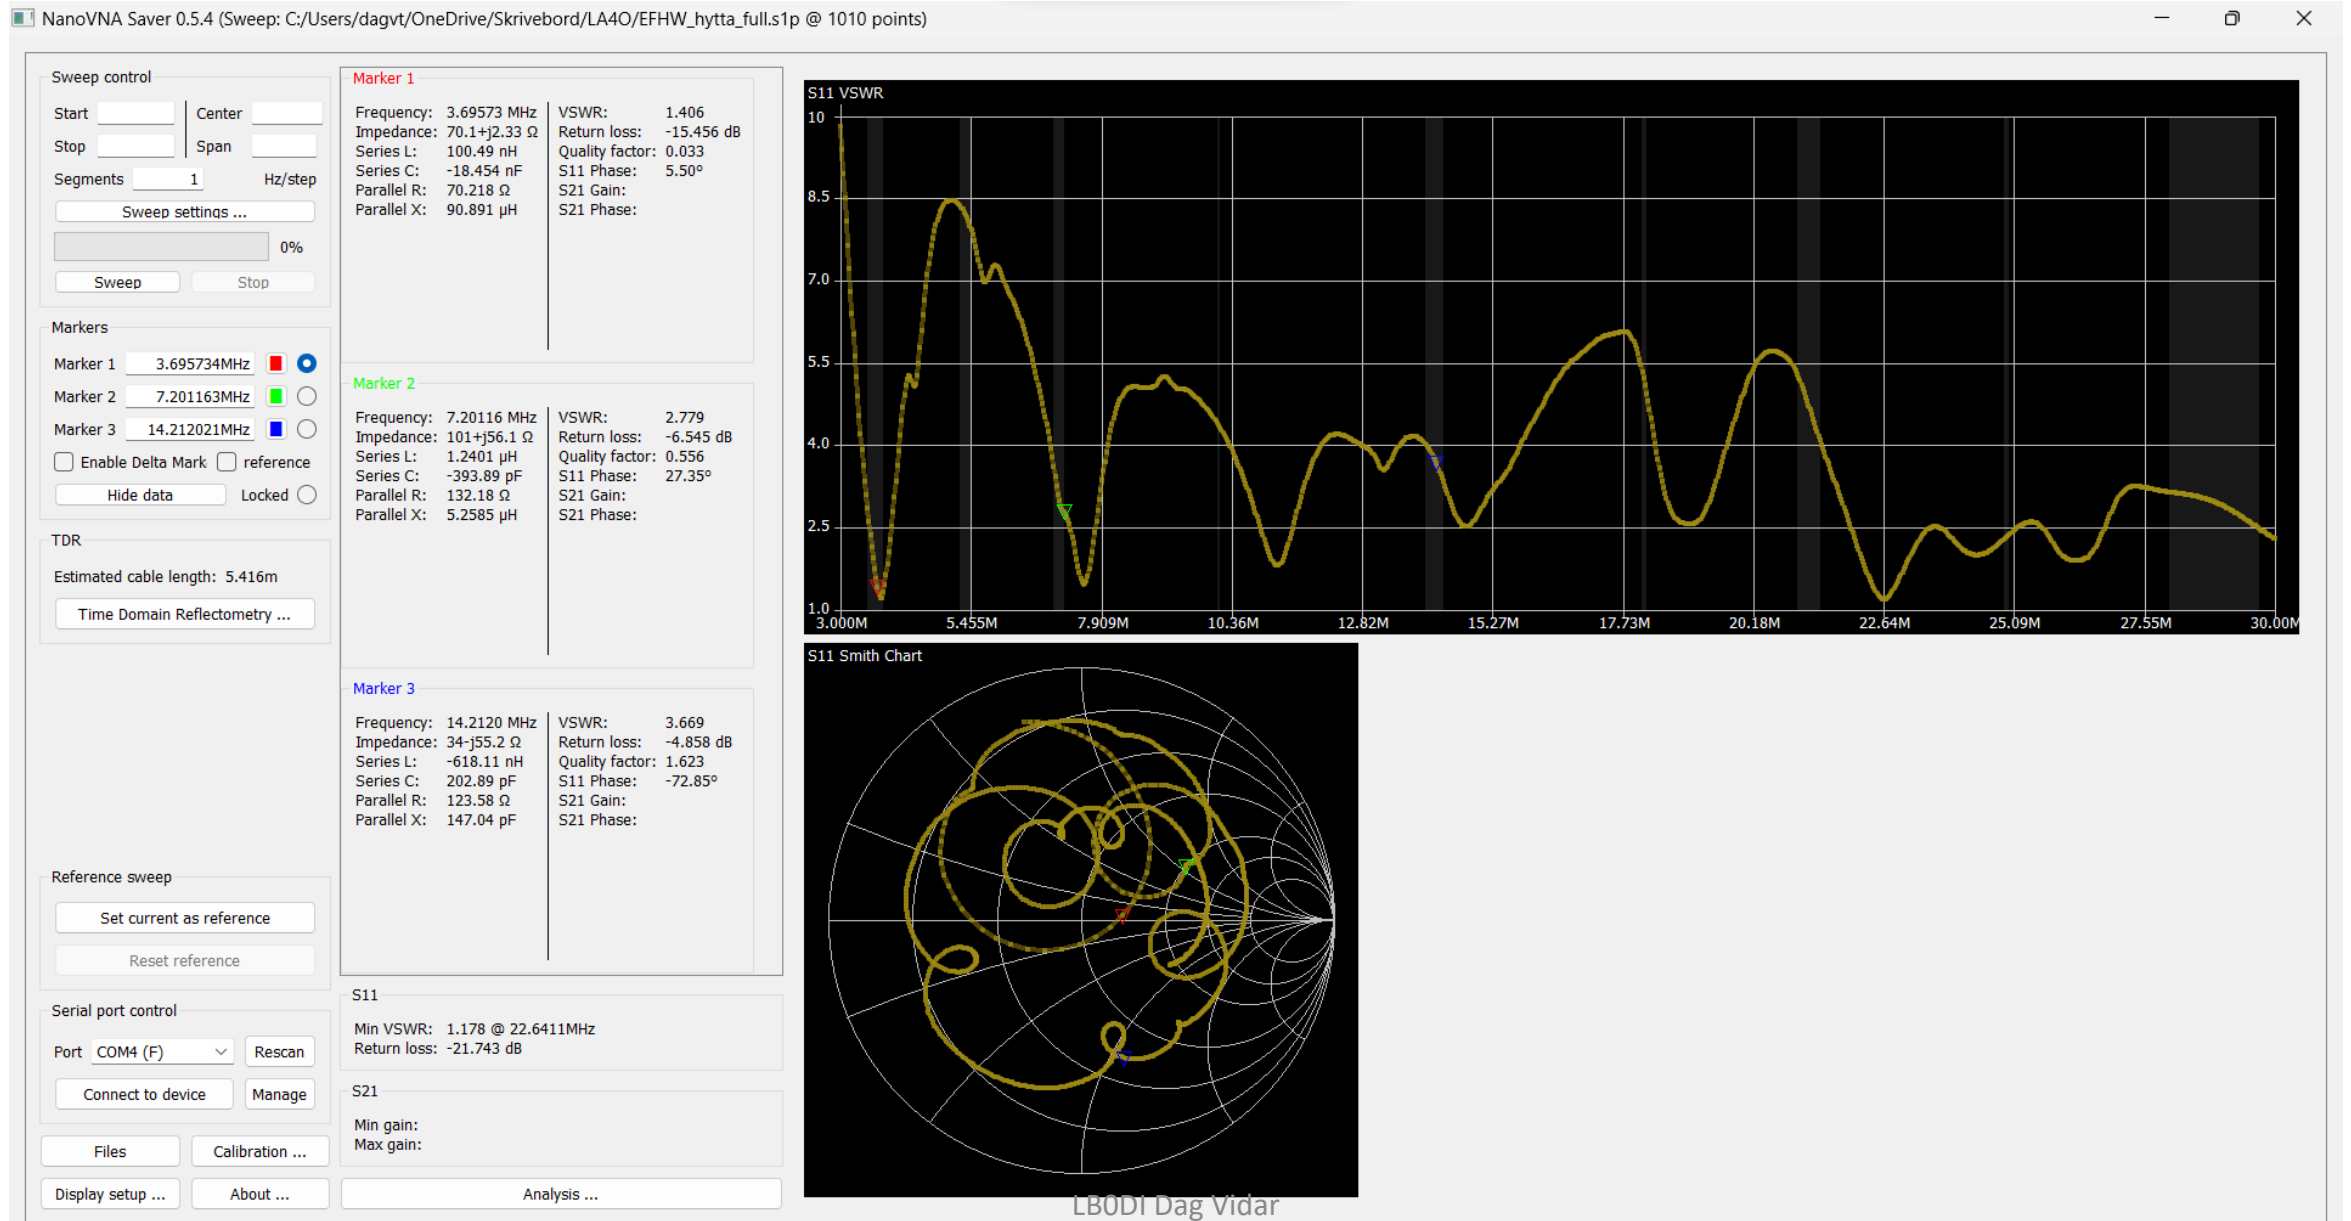 NanoVNA Saver 0.5.4 (Sweep: C:/Users/dagvt/OneDrive/Skrivebord/LA4O/EFHW_hytta_full.s1p @ 1010 points)
Sweep control
Start
Center
Stop
Span
Segments 1 Hz/step
Sweep settings ...
0%
Sweep
Stop
Markers
Marker 1 3.695734MHz
Marker 2 7.201163MHz
Marker 3 14.212021MHz
Enable Delta Mark reference
Hide data Locked
TDR
Estimated cable length: 5.416m
Time Domain Reflectometry ...
Reference sweep
Set current as reference
Reset reference
Serial port control
Port COM4 (F) Rescan
Connect to device Manage
Files Calibration ...
Display setup ... About ...
Marker 1
Frequency: 3.69573 MHz VSWR: 1.406
Impedance: 70.1+j2.33 Ω Return loss: -15.456 dB
Series L: 100.49 nH Quality factor: 0.033
Series C: -18.454 nF S11 Phase: 5.50°
Parallel R: 70.218 Ω S21 Gain:
Parallel X: 90.891 µH S21 Phase:
Marker 2
Frequency: 7.20116 MHz VSWR: 2.779
Impedance: 101+j56.1 Ω Return loss: -6.545 dB
Series L: 1.2401 µH Quality factor: 0.556
Series C: -393.89 pF S11 Phase: 27.35°
Parallel R: 132.18 Ω S21 Gain:
Parallel X: 5.2585 µH S21 Phase:
Marker 3
Frequency: 14.2120 MHz VSWR: 3.669
Impedance: 34-j55.2 Ω Return loss: -4.858 dB
Series L: -618.11 nH Quality factor: 1.623
Series C: 202.89 pF S11 Phase: -72.85°
Parallel R: 123.58 Ω S21 Gain:
Parallel X: 147.04 pF S21 Phase:
S11
Min VSWR: 1.178 @ 22.6411MHz
Return loss: -21.743 dB
S21
Min gain:
Max gain:
Analysis ...
S11 VSWR
10
8.5
7.0
5.5
4.0
2.5
1.0
3.000M 5.455M 7.909M 10.36M 12.82M 15.27M 17.73M 20.18M 22.64M 25.09M 27.55M 30.00M
S11 Smith Chart
LB0DI Dag Vidar